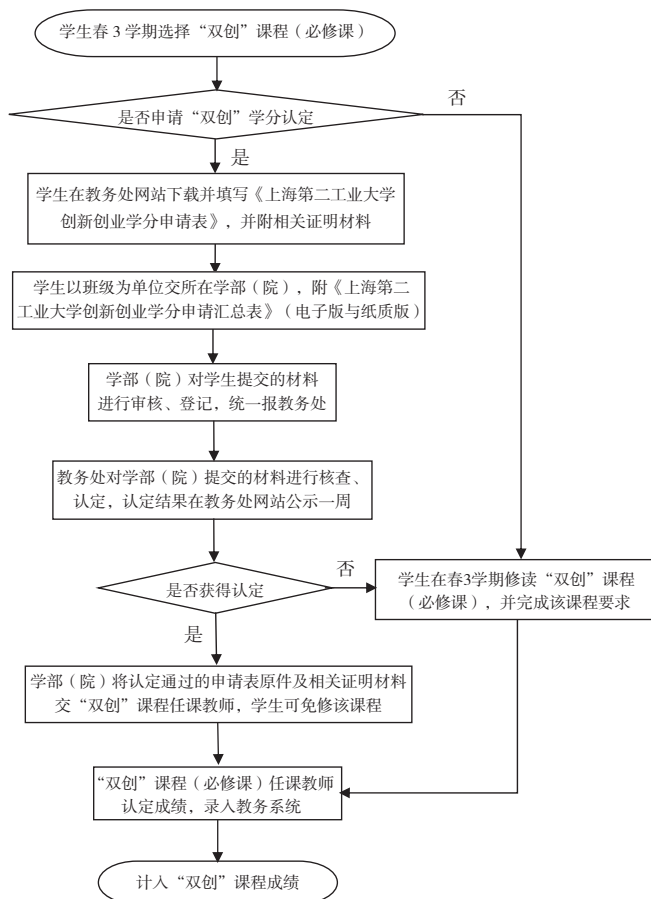 学生春 3 学期选择“双创”课程（必修课）
是否申请“双创”学分认定
否
是
学生在教务处网站下载并填写《上海第二工业大学
创新创业学分申请表》，并附相关证明材料
学生以班级为单位交所在学部（院），附《上海第二
工业大学创新创业学分申请汇总表》（电子版与纸质版）
学部（院）对学生提交的材料
进行审核、登记，统一报教务处
教务处对学部（院）提交的材料进行核查、
认定，认定结果在教务处网站公示一周
是否获得认定
否
学生在春3学期修读“双创”课程
（必修课），并完成该课程要求
是
学部（院）将认定通过的申请表原件及相关证明材料
交“双创”课程任课教师，学生可免修该课程
“双创”课程（必修课）任课教师
认定成绩，录入教务系统
计入“双创”课程成绩